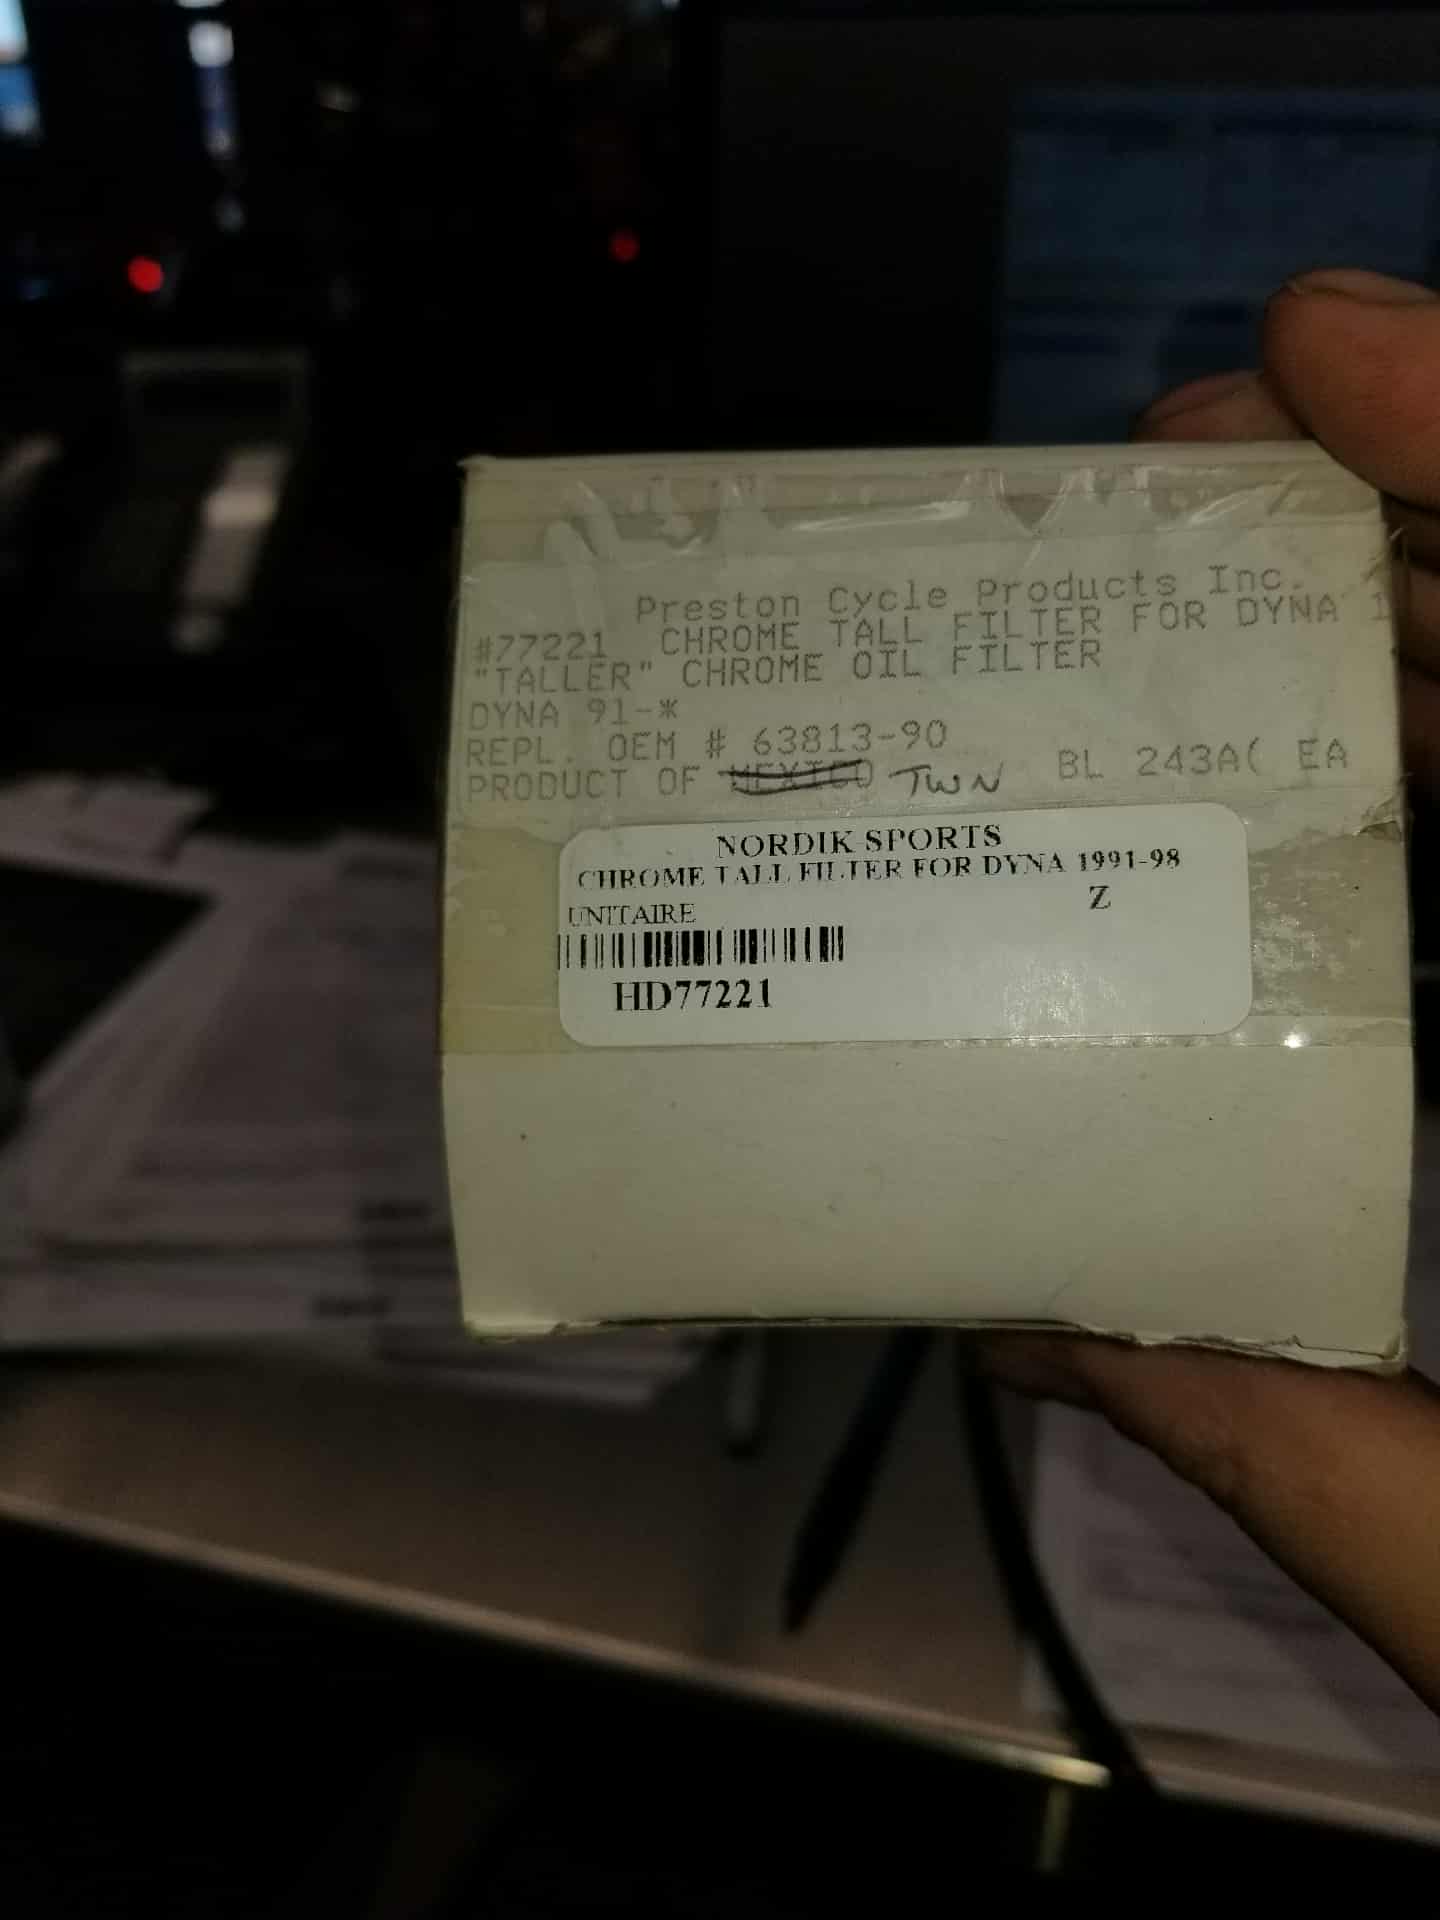 Preston Cycle Products Inc.
#77221 CHROME TALL FILTER FOR DYNA 1
"TALLER" CHROME OIL FILTER
DYNA 91-*
REPL. OEM # 63813-90
PRODUCT OF MEXICO TWN BL 243A( EA
NORDIK SPORTS
CHROME TALL FILTER FOR DYNA 1991-98
UNITAIRE Z
HD77221